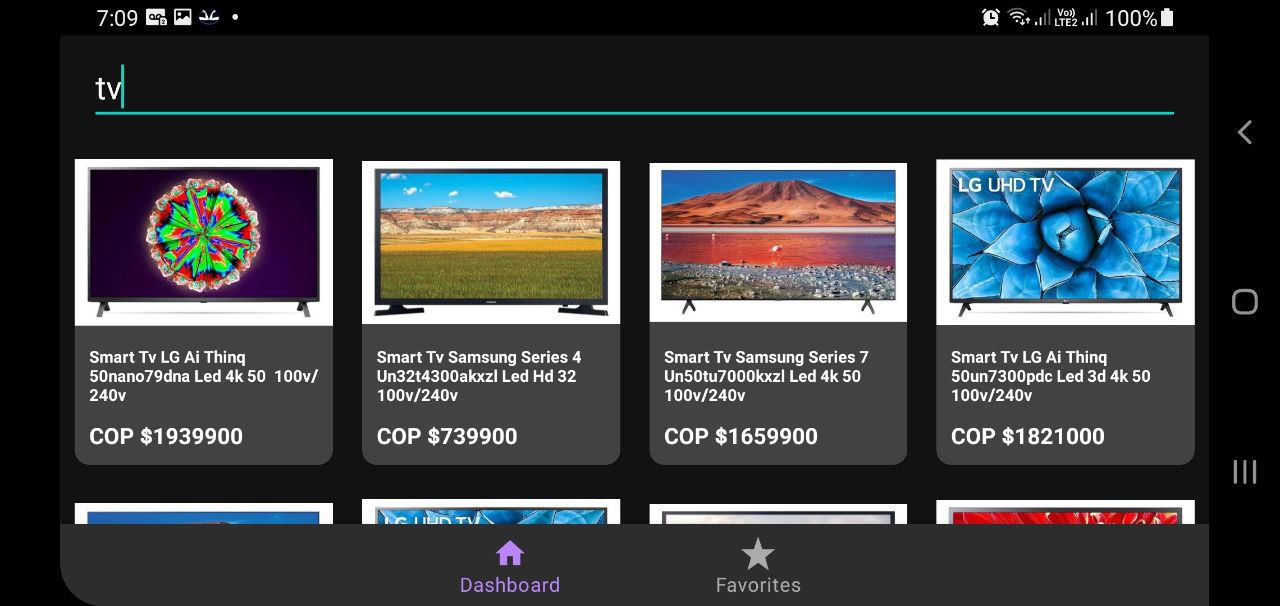 7:09
Vo))
LTE2
100%
tv
LG UHD TV
Smart Tv LG Ai Thinq
50nano79dna Led 4k 50  100v/
240v
COP $1939900
Smart Tv Samsung Series 4
Un32t4300akxzl Led Hd 32
100v/240v
COP $739900
Smart Tv Samsung Series 7
Un50tu7000kxzl Led 4k 50
100v/240v
COP $1659900
Smart Tv LG Ai Thinq
50un7300pdc Led 3d 4k 50
100v/240v
COP $1821000
LG UHD TV
Dashboard
Favorites